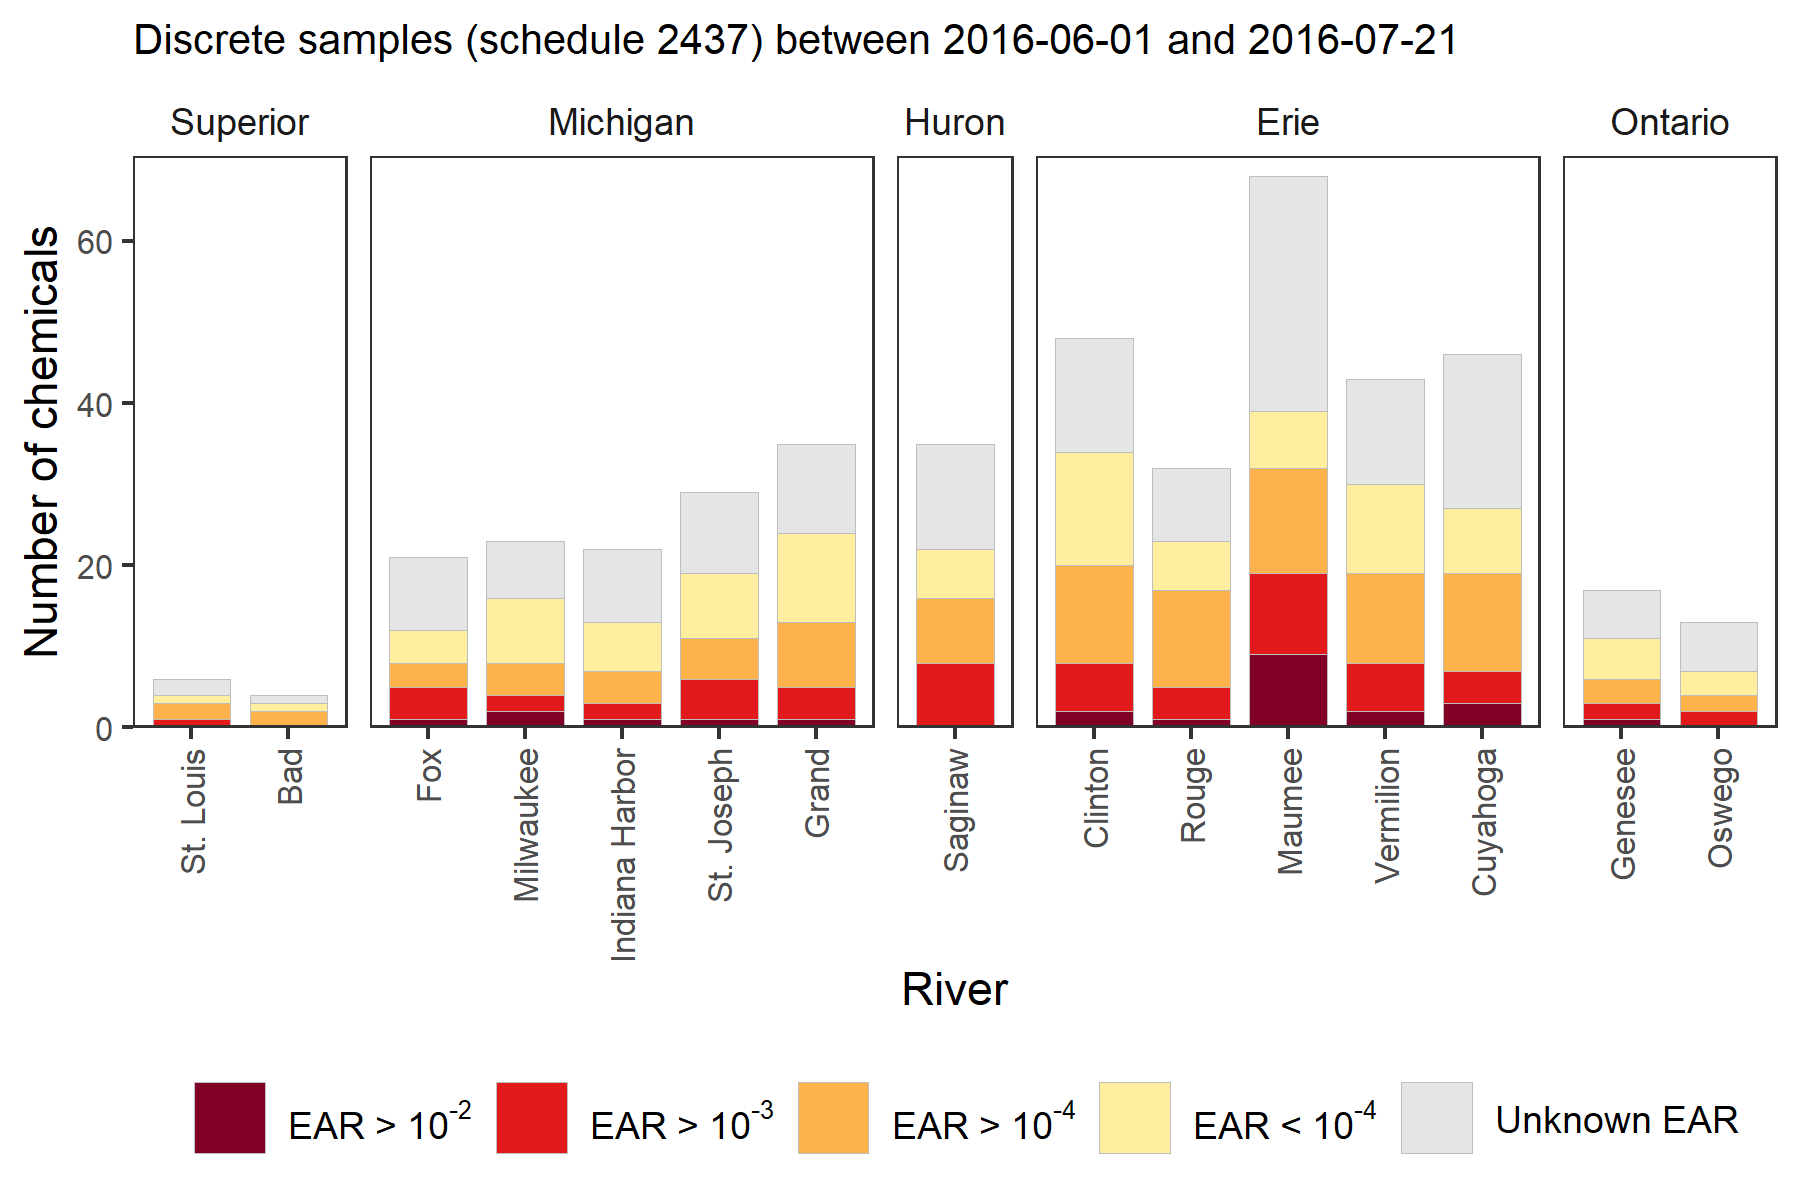 Discrete samples (schedule 2437) between 2016-06-01 and 2016-07-21
Superior
Michigan
Huron
Erie
Ontario
Number of chemicals
60
40
20
0
St. Louis
Bad
Fox
Milwaukee
Indiana Harbor
St. Joseph
Grand
Saginaw
Clinton
Rouge
Maumee
Vermilion
Cuyahoga
Genesee
Oswego
River
EAR > 10⁻²
EAR > 10⁻³
EAR > 10⁻⁴
EAR < 10⁻⁴
Unknown EAR